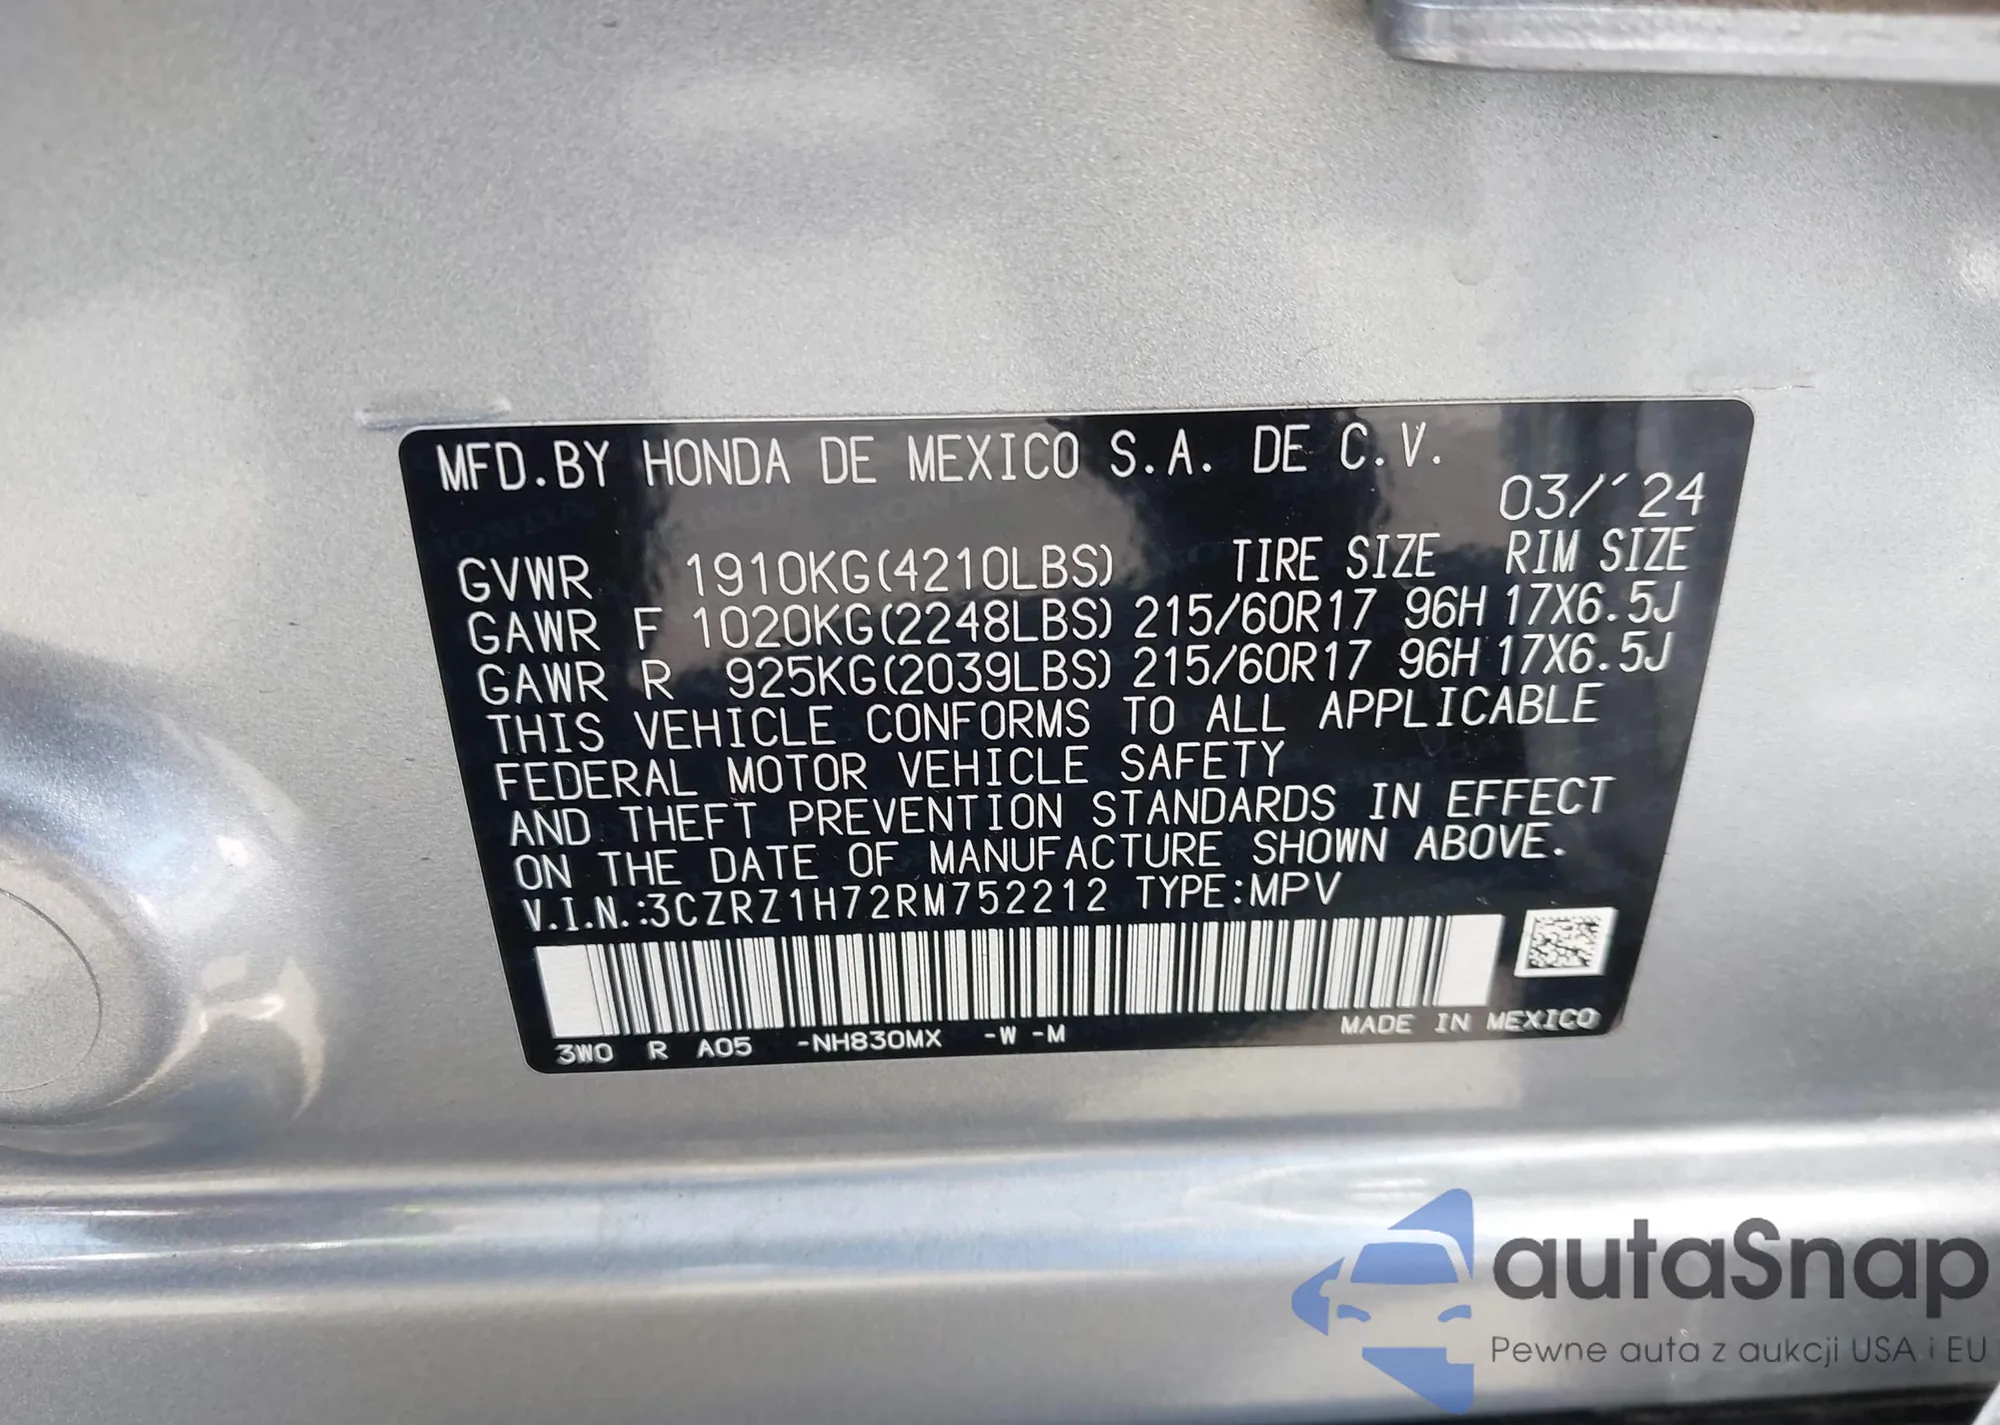 MFD.BY HONDA DE MEXICO S.A. DE C.V.
03/´24
GVWR 1910KG(4210LBS) TIRE SIZE RIM SIZE
GAWR F 1020KG(2248LBS) 215/60R17 96H 17X6.5J
GAWR R 925KG(2039LBS) 215/60R17 96H 17X6.5J
THIS VEHICLE CONFORMS TO ALL APPLICABLE
FEDERAL MOTOR VEHICLE SAFETY
AND THEFT PREVENTION STANDARDS IN EFFECT
ON THE DATE OF MANUFACTURE SHOWN ABOVE.
V.I.N.:3CZRZ1H72RM752212 TYPE:MPV
3W0 R A05 -NH830MX -W -M MADE IN MEXICO
autaSnap
Pewne auta z aukcji USA i EU